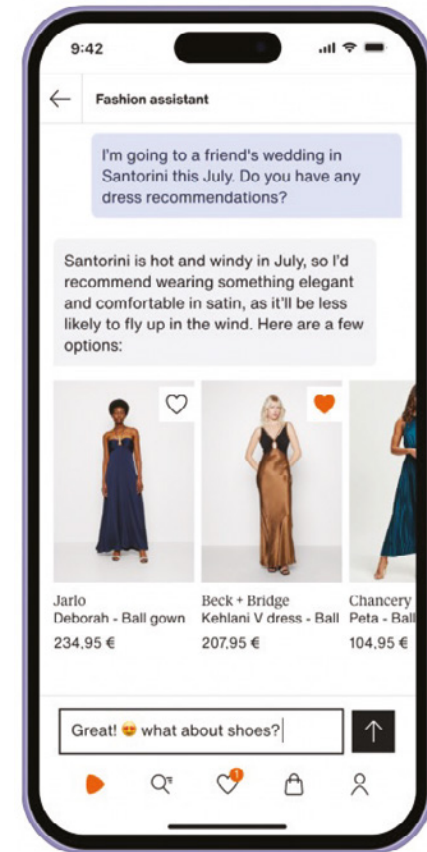 9:42
Fashion assistant
I'm going to a friend's wedding in
Santorini this July. Do you have any
dress recommendations?
Santorini is hot and windy in July, so I'd
recommend wearing something elegant
and comfortable in satin, as it'll be less
likely to fly up in the wind. Here are a few
options:
Jarlo
Deborah - Ball gown
234,95 €
Beck + Bridge
Kehlani V dress - Ball
207,95 €
Chancery
Peta - Ball
104,95 €
Great! 😍 what about shoes?
1